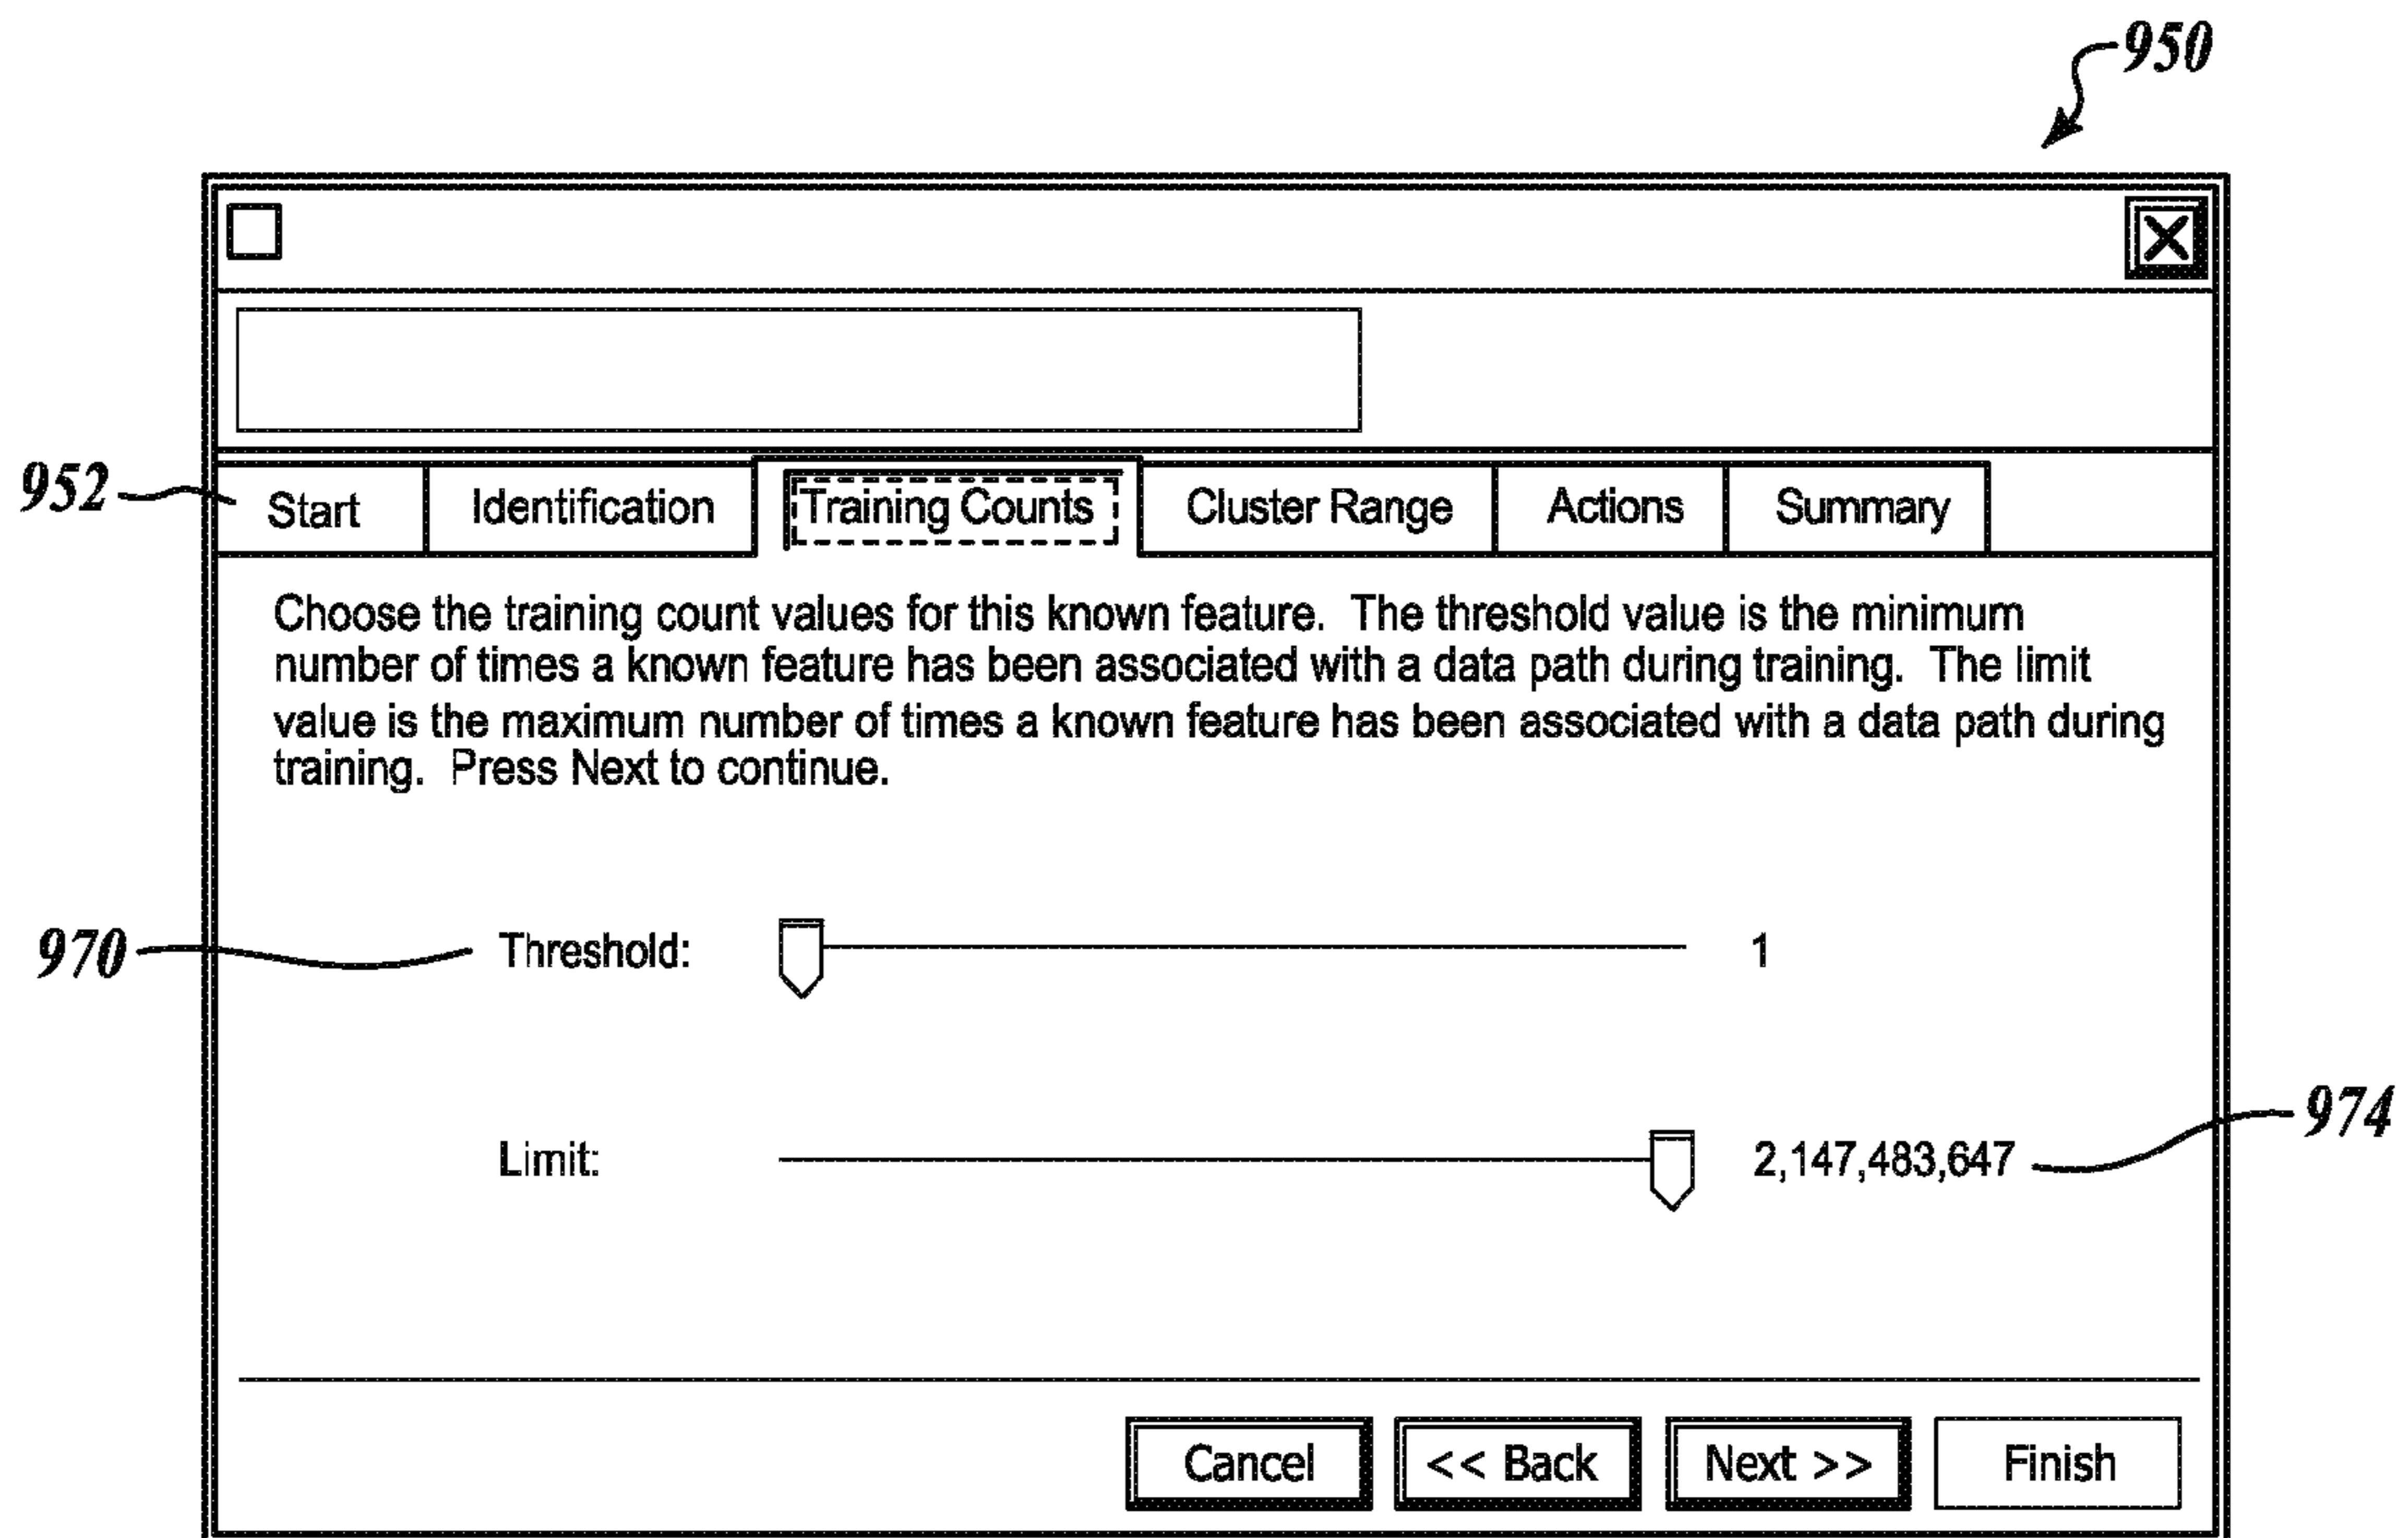 950
952
Start Identification Training Counts Cluster Range Actions Summary
Choose the training count values for this known feature. The threshold value is the minimum
number of times a known feature has been associated with a data path during training. The limit
value is the maximum number of times a known feature has been associated with a data path during
training. Press Next to continue.
970 Threshold: 1
974
Limit: 2,147,483,647
Cancel << Back Next >> Finish